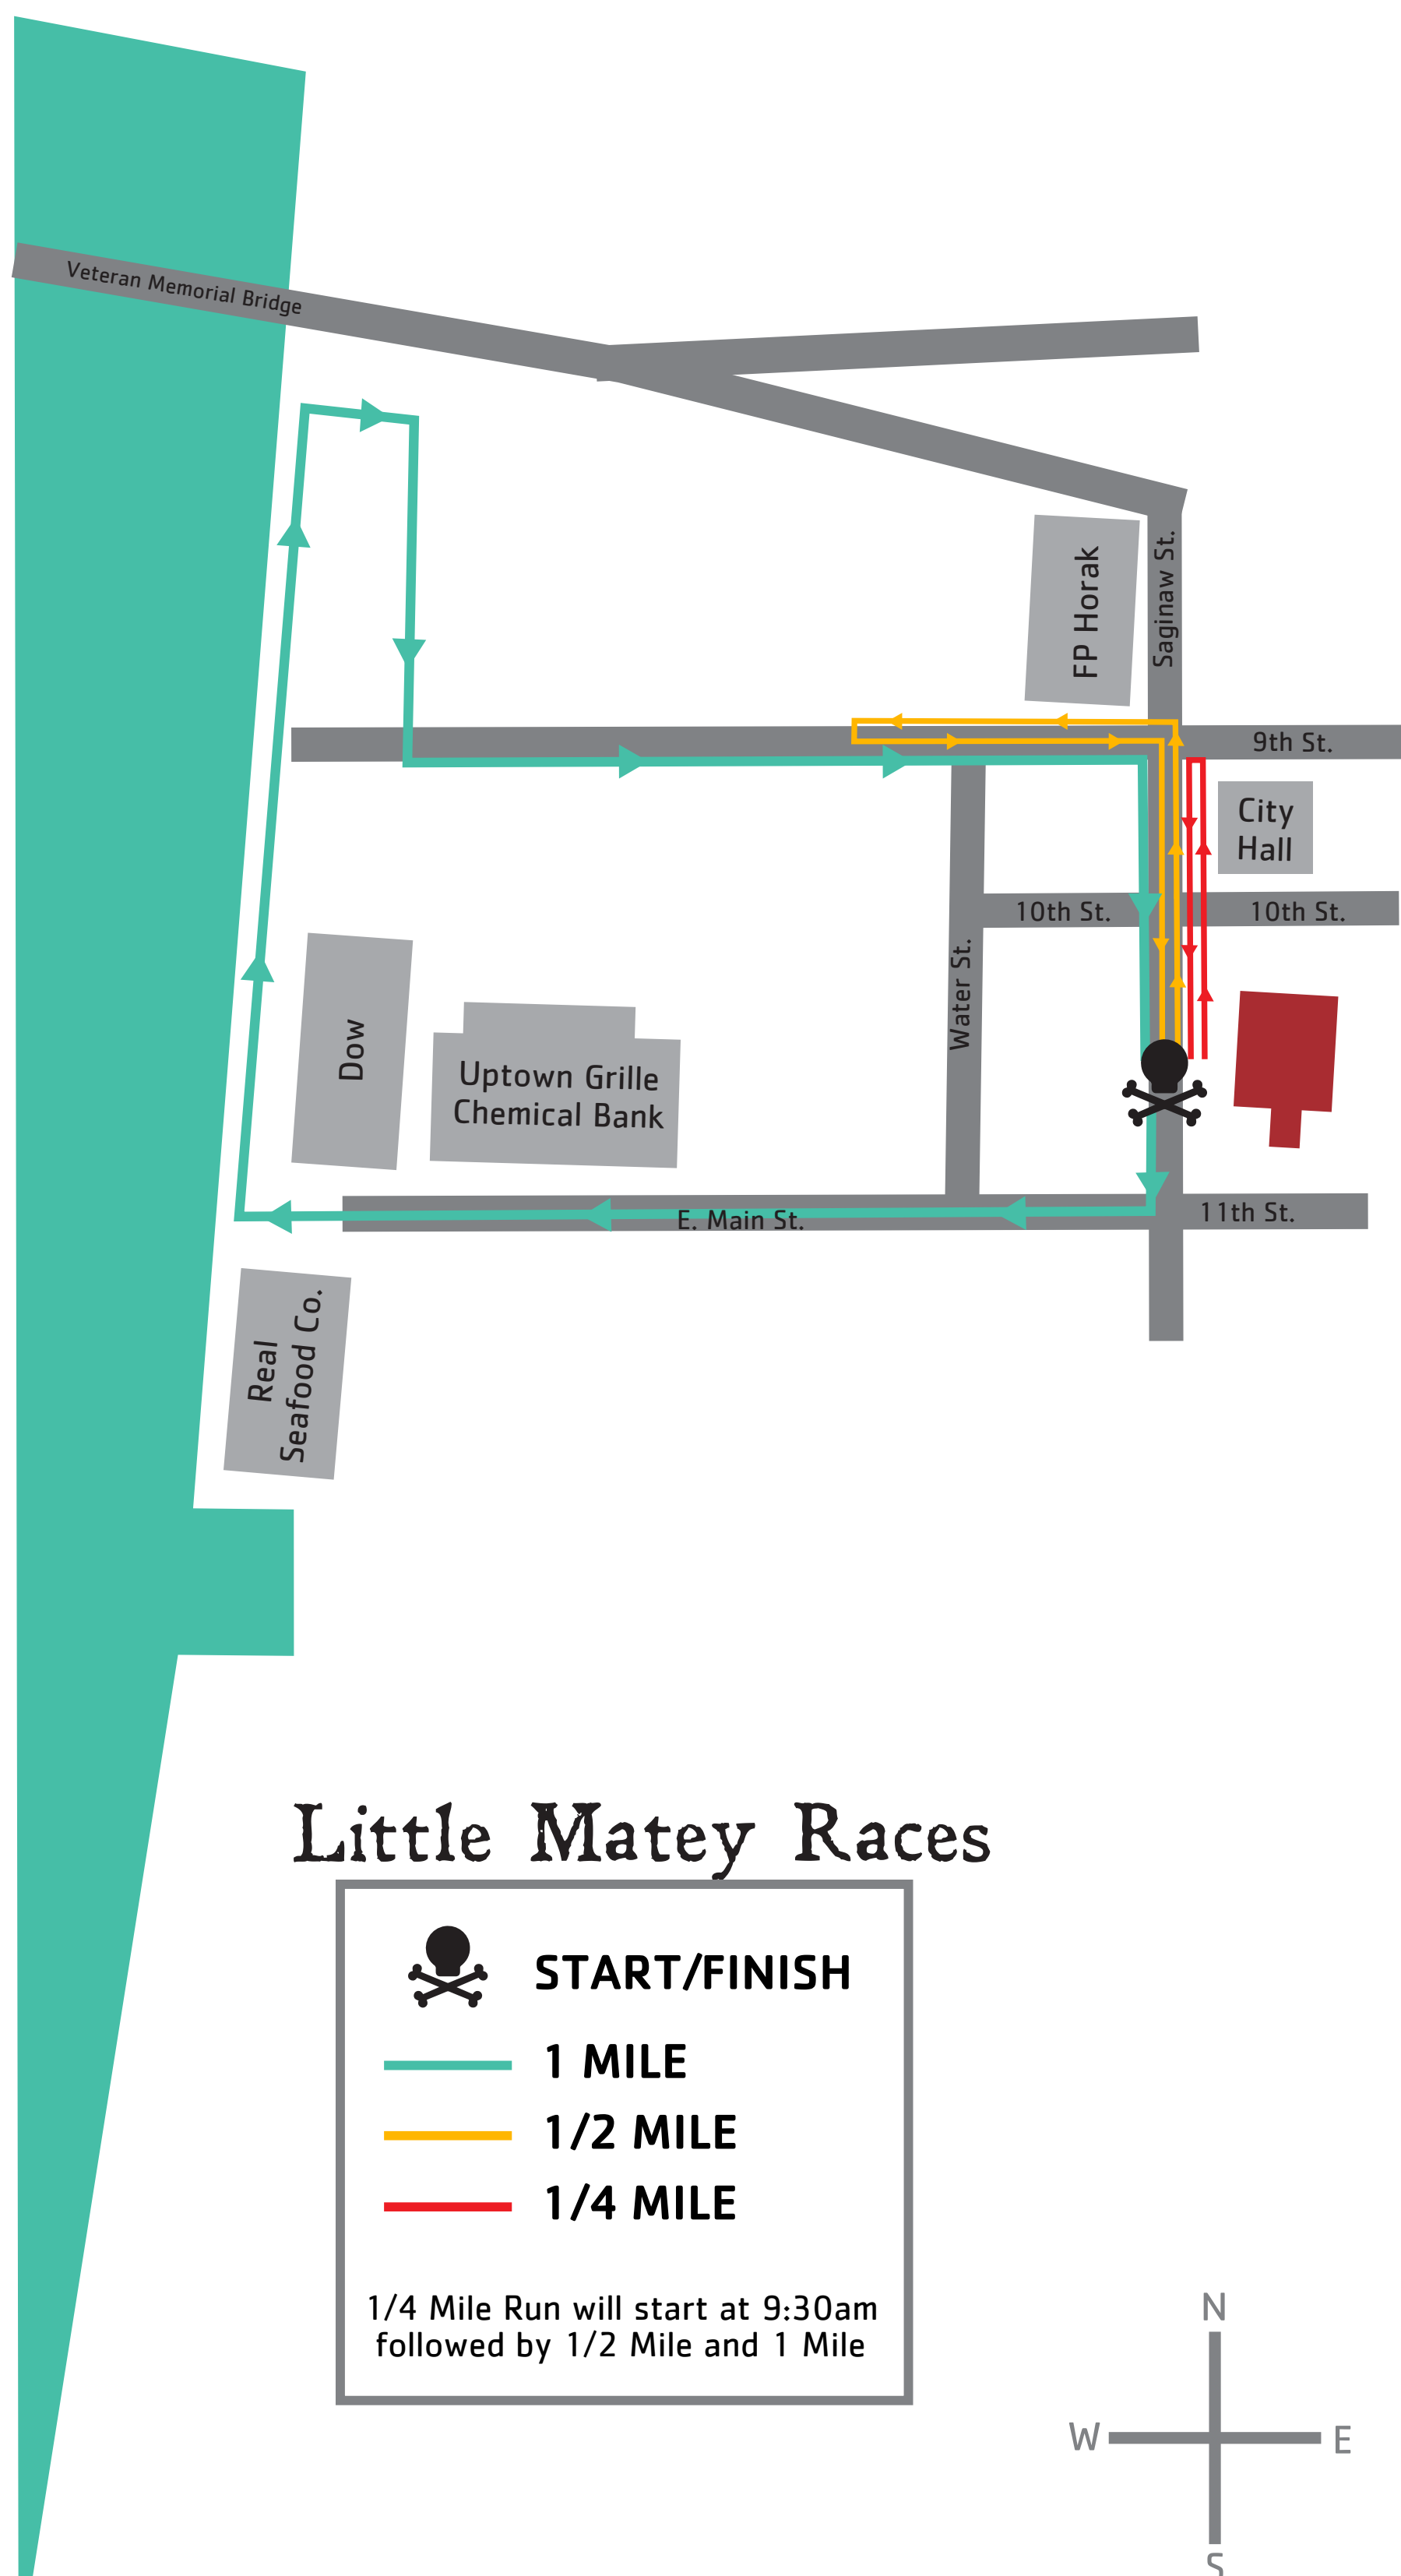 Veteran Memorial Bridge
FP Horak
Saginaw St.
9th St.
City
Hall
10th St.
10th St.
Water St.
Dow
Uptown Grille
Chemical Bank
E. Main St.
11th St.
Real
Seafood Co.
Little Matey Races
START/FINISH
1 MILE
1/2 MILE
1/4 MILE
1/4 Mile Run will start at 9:30am
followed by 1/2 Mile and 1 Mile
N
W
E
S